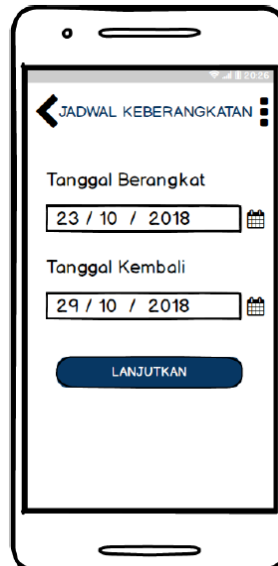 20:26
JADWAL KEBERANGKATAN
Tanggal Berangkat
23 / 10 / 2018
Tanggal Kembali
29 / 10 / 2018
LANJUTKAN